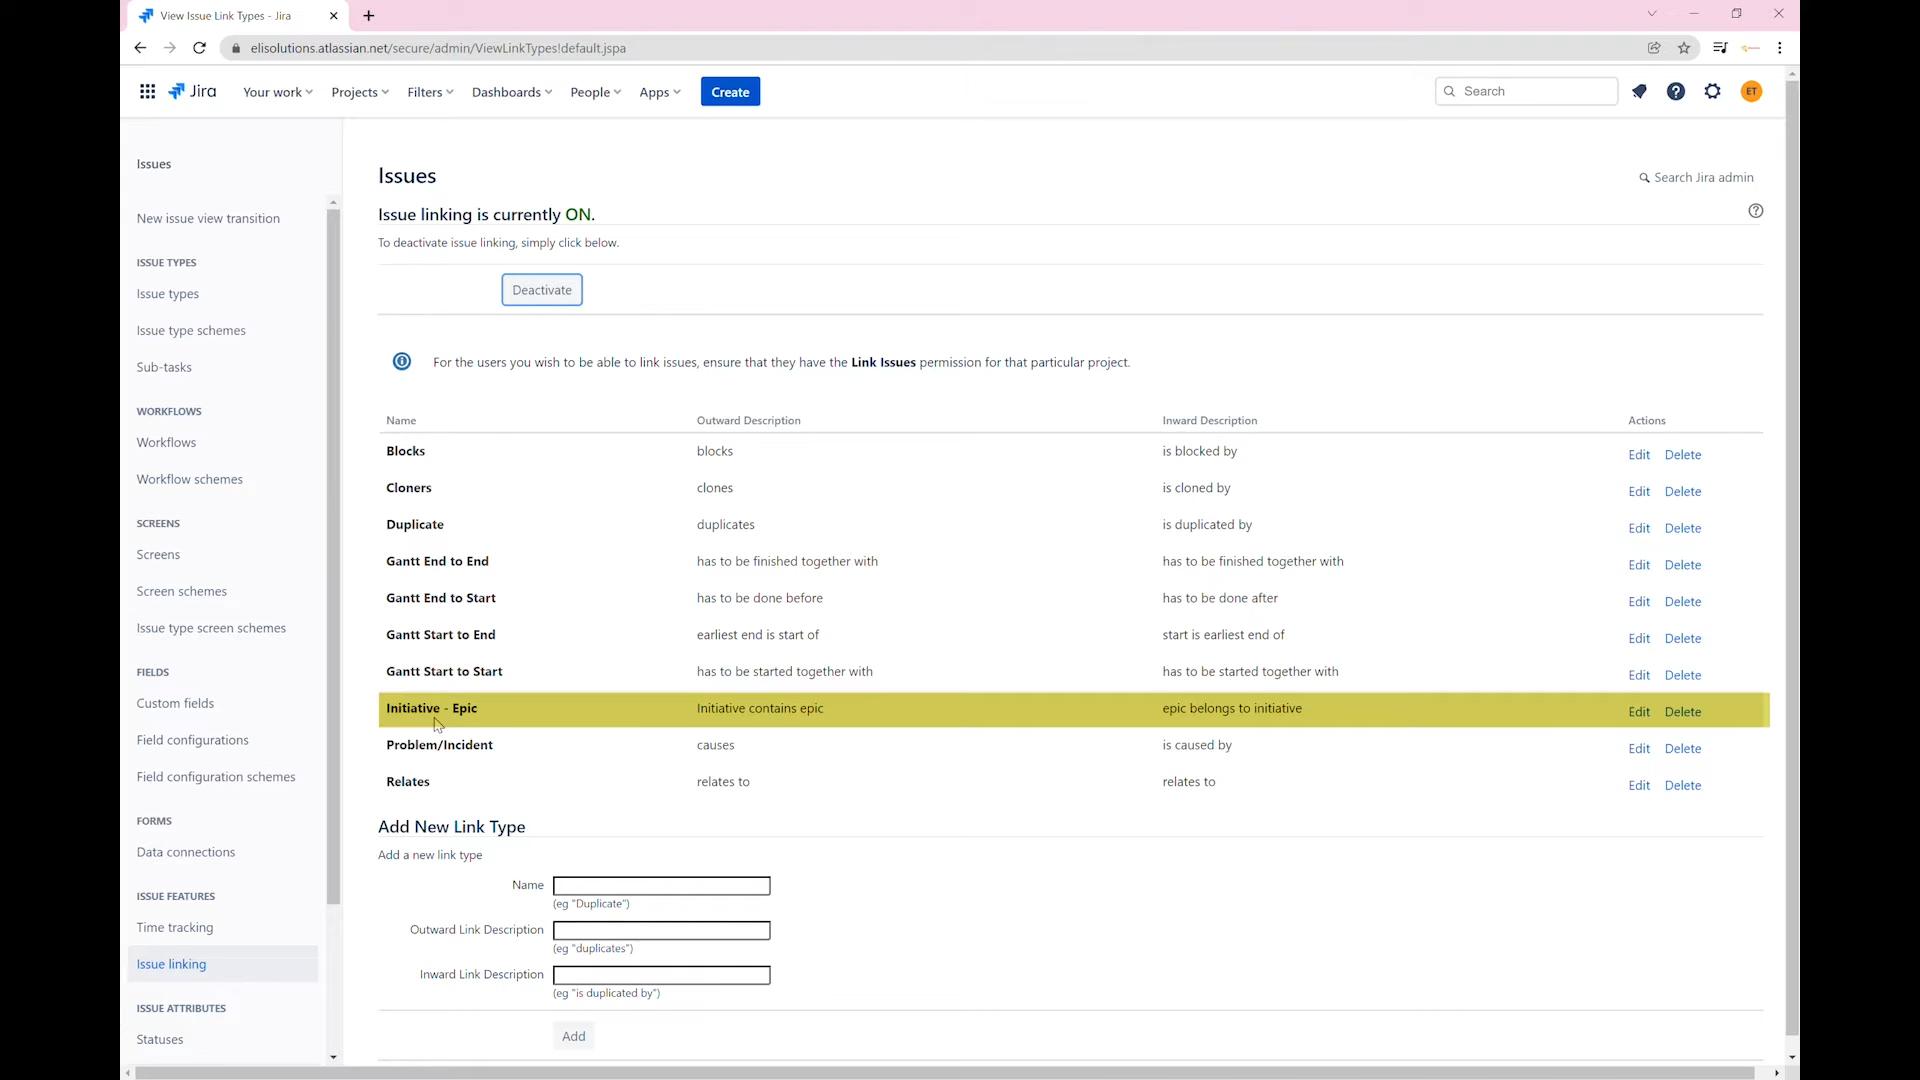 View Issue Link Types - Jira
elisolutions.atlassian.net/secure/admin/ViewLinkTypes!default.jspa
Jira Your work Projects Filters Dashboards People Apps Create Search ET
Issues
New issue view transition
ISSUE TYPES
Issue types
Issue type schemes
Sub-tasks
WORKFLOWS
Workflows
Workflow schemes
SCREENS
Screens
Screen schemes
Issue type screen schemes
FIELDS
Custom fields
Field configurations
Field configuration schemes
FORMS
Data connections
ISSUE FEATURES
Time tracking
Issue linking
ISSUE ATTRIBUTES
Statuses
Issues
Search Jira admin
Issue linking is currently ON.
To deactivate issue linking, simply click below.
Deactivate
For the users you wish to be able to link issues, ensure that they have the Link Issues permission for that particular project.
Name Outward Description Inward Description Actions
Blocks blocks is blocked by Edit Delete
Cloners clones is cloned by Edit Delete
Duplicate duplicates is duplicated by Edit Delete
Gantt End to End has to be finished together with has to be finished together with Edit Delete
Gantt End to Start has to be done before has to be done after Edit Delete
Gantt Start to End earliest end is start of start is earliest end of Edit Delete
Gantt Start to Start has to be started together with has to be started together with Edit Delete
Initiative - Epic Initiative contains epic epic belongs to initiative Edit Delete
Problem/Incident causes is caused by Edit Delete
Relates relates to relates to Edit Delete
Add New Link Type
Add a new link type
Name
(eg "Duplicate")
Outward Link Description
(eg "duplicates")
Inward Link Description
(eg "is duplicated by")
Add